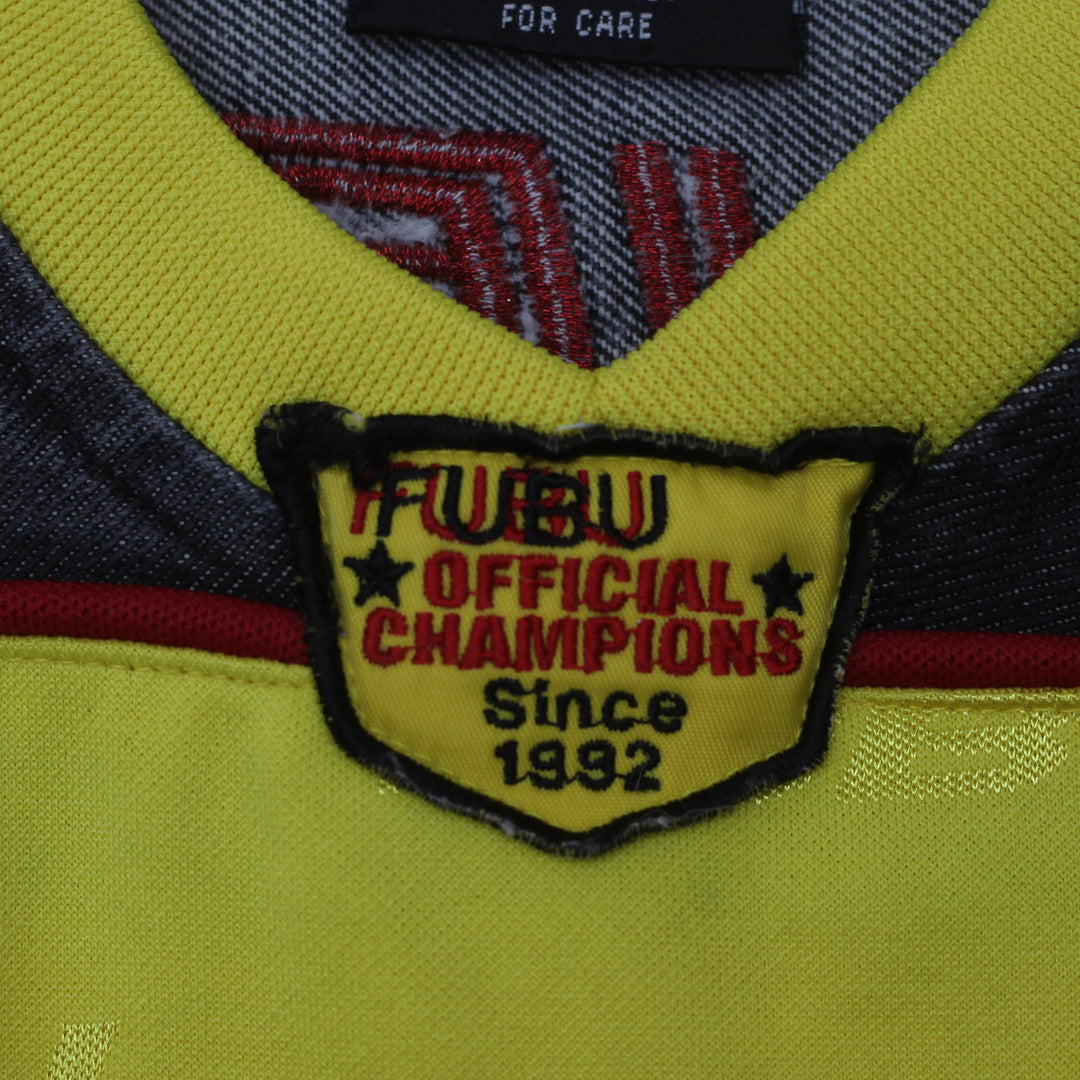 FOR CARE
FUBU
OFFICIAL
CHAMPIONS
Since
1992